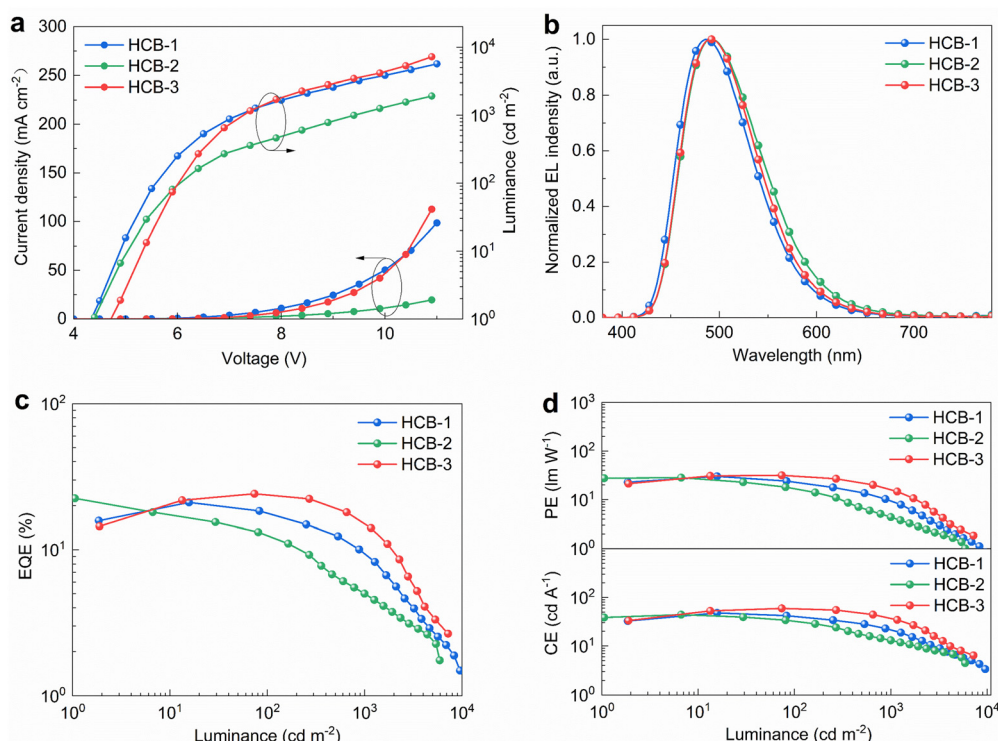 a
300
250
200
150
100
50
0
4
6
8
10
Voltage (V)
Current density (mA cm⁻²)
10⁴
10³
10²
10¹
10⁰
Luminance (cd m⁻²)
HCB-1
HCB-2
HCB-3
b
1.0
0.8
0.6
0.4
0.2
0.0
400
500
600
700
Wavelength (nm)
Normalized EL indensity (a.u.)
HCB-1
HCB-2
HCB-3
c
10²
10¹
10⁰
10⁰
10¹
10²
10³
10⁴
Luminance (cd m⁻²)
EQE (%)
HCB-1
HCB-2
HCB-3
d
10³
10²
10¹
10⁰
PE (lm W⁻¹)
HCB-1
HCB-2
HCB-3
10²
10¹
10⁰
CE (cd A⁻¹)
HCB-1
HCB-2
HCB-3
10⁰
10¹
10²
10³
10⁴
Luminance (cd m⁻²)